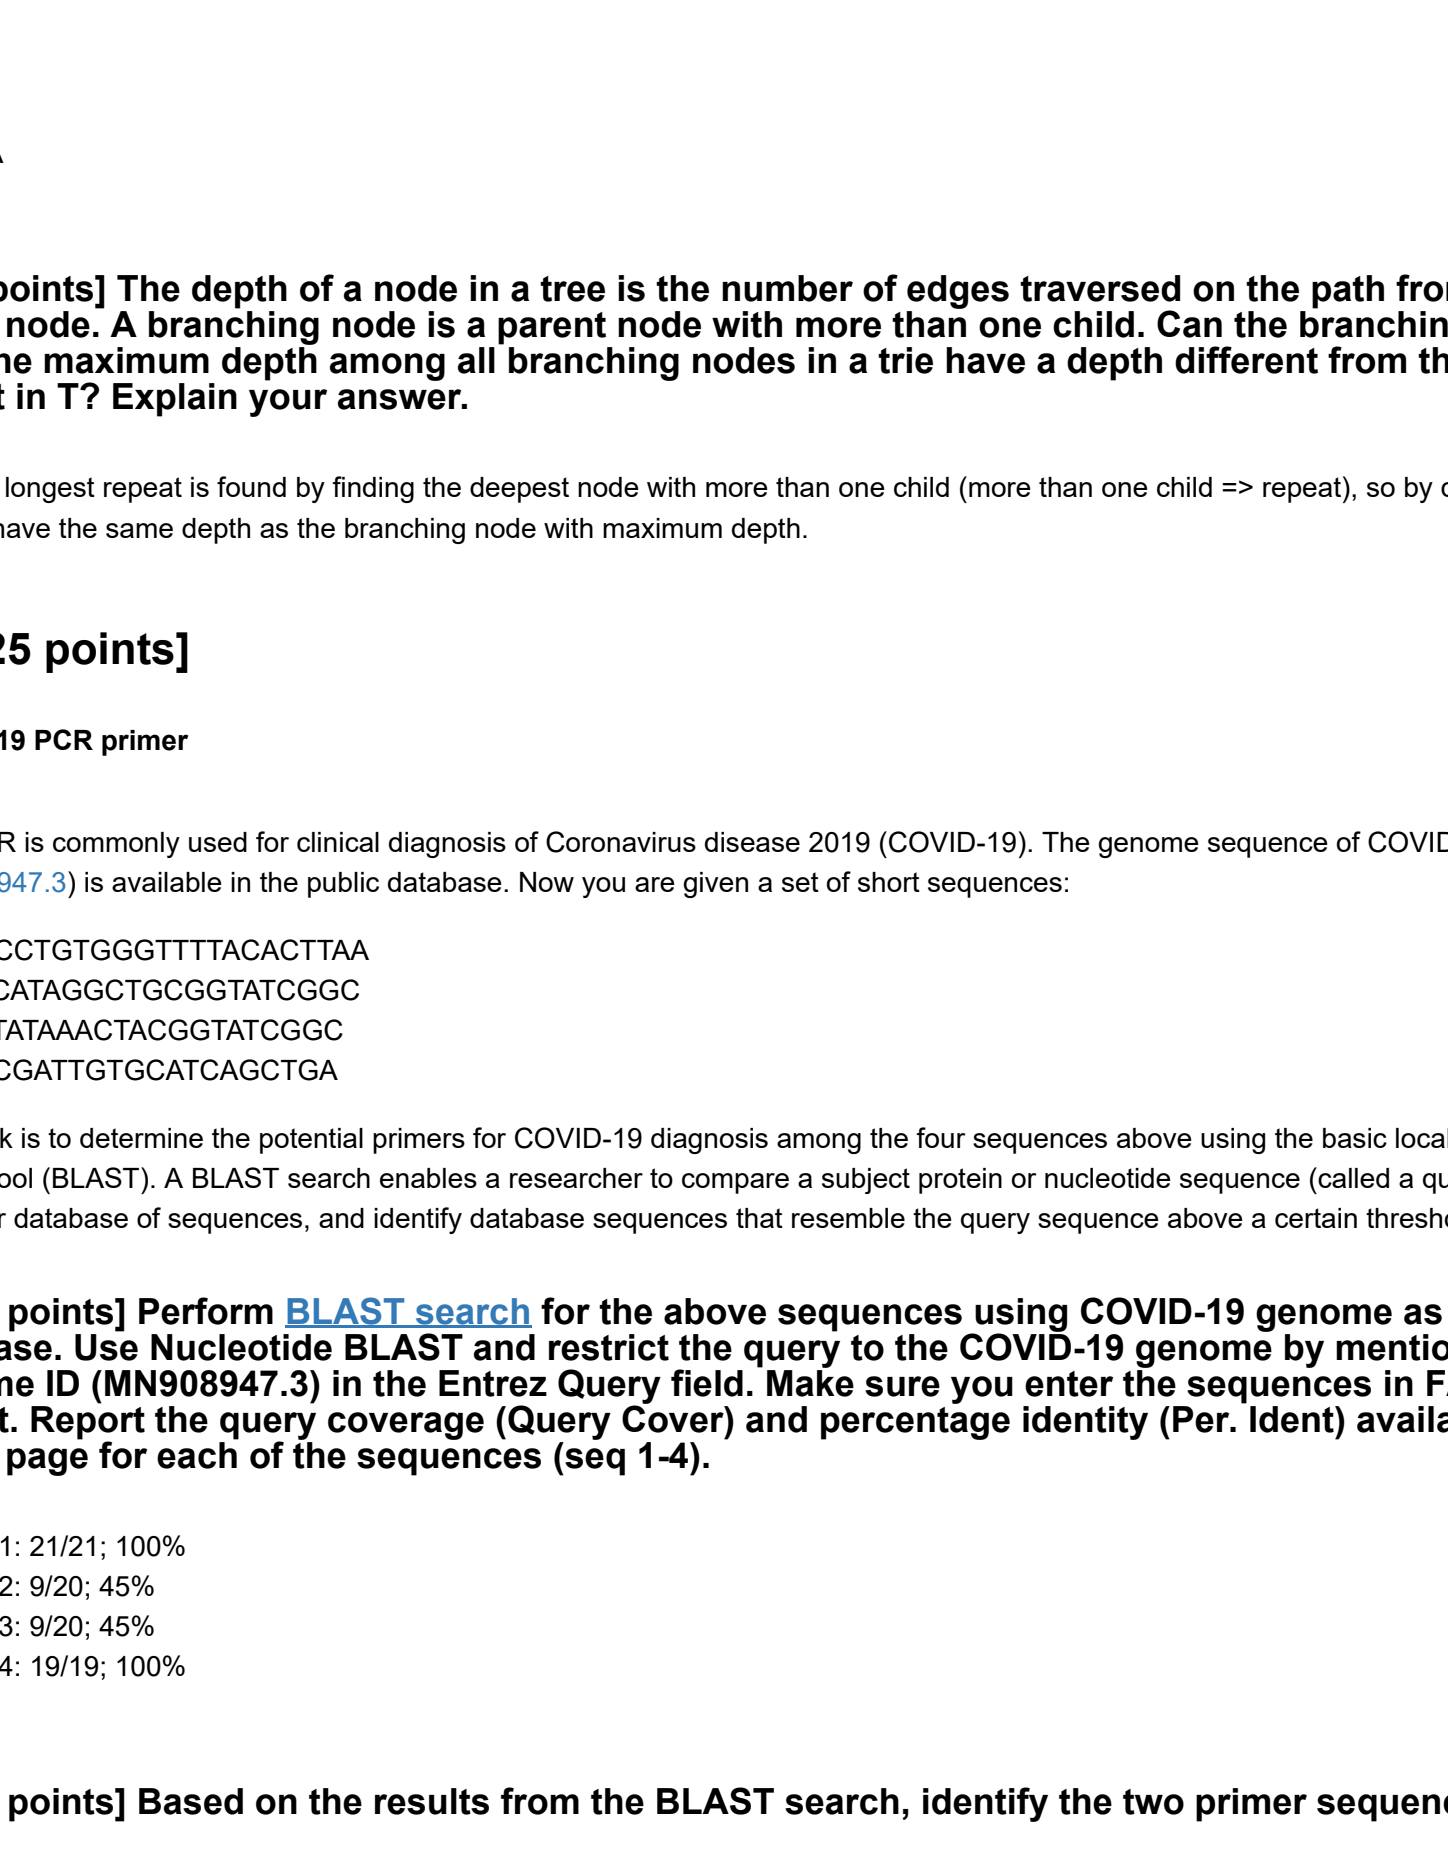 points] The depth of a node in a tree is the number of edges traversed on the path
node. A branching node is a parent node with more than one child. Can the
maximum depth among all branching nodes in a trie have a depth different from
in T? Explain your answer.
longest repeat is found by finding the deepest node with more than one child (more than one child => repeat), so by
have the same depth as the branching node with maximum depth.
25 points]
19 PCR primer
R is commonly used for clinical diagnosis of Coronavirus disease 2019 (COVID-19). The genome sequence of
947.3) is available in the public database. Now you are given a set of short sequences:
CCTGTGGGTTTTACACTTAA
CATAGGCTGCGGTATCGGC
TATAAACTACGGTATCGGC
CGATTGTGCATCAGCTGA
k is to determine the potential primers for COVID-19 diagnosis among the four sequences above using the basic local
ool (BLAST). A BLAST search enables a researcher to compare a subject protein or nucleotide sequence (called a
r database of sequences, and identify database sequences that resemble the query sequence above a certain
points] Perform BLAST search for the above sequences using COVID-19 genome as
ase. Use Nucleotide BLAST and restrict the query to the COVID-19 genome by
me ID (MN908947.3) in the Entrez Query field. Make sure you enter the sequences in
t. Report the query coverage (Query Cover) and percentage identity (Per. Ident)
page for each of the sequences (seq 1-4).
1: 21/21; 100%
2: 9/20; 45%
3: 9/20; 45%
4: 19/19; 100%
points] Based on the results from the BLAST search, identify the two primer